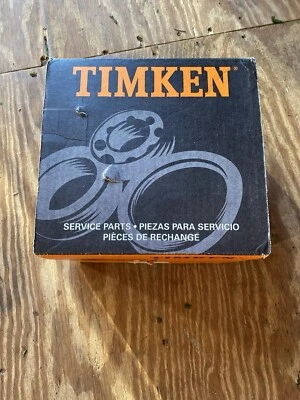 TIMKEN®
SERVICE PARTS • PIEZAS PARA SERVICIO
PIÈCES DE RECHANGE